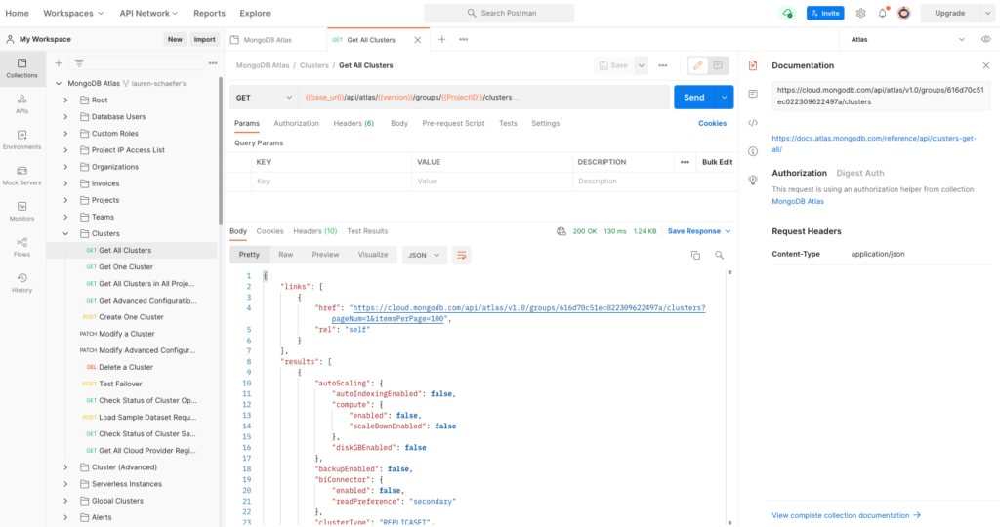 Home Workspaces API Network Reports Explore Search Postman Invite Upgrade
My Workspace New Import
MongoDB Atlas GET Get All Clusters Atlas
Collections
APIs
Environments
Mock Servers
Monitors
Flows
History
MongoDB Atlas lauren-schaefer's...
Root
Database Users
Custom Roles
Project IP Access List
Organizations
Invoices
Projects
Teams
Clusters
GET Get All Clusters
GET Get One Cluster
GET Get All Clusters in All Proje...
GET Get Advanced Configuratio...
POST Create One Cluster
PATCH Modify a Cluster
PATCH Modify Advanced Configur...
DEL Delete a Cluster
POST Test Failover
GET Check Status of Cluster Op...
POST Load Sample Dataset Requ...
GET Check Status of Cluster Sa...
GET Get All Cloud Provider Regi...
Cluster (Advanced)
Serverless Instances
Global Clusters
Alerts
MongoDB Atlas / Clusters / Get All Clusters Save
GET {{base_url}}/api/atlas/{{version}}/groups/{{ProjectID}}/clusters ... Send
Params Authorization Headers (6) Body Pre-request Script Tests Settings Cookies
Query Params
KEY VALUE DESCRIPTION Bulk Edit
Key Value Description
Body Cookies Headers (10) Test Results 200 OK 130 ms 1.24 KB Save Response
Pretty Raw Preview Visualize JSON
1 {
2 "links": [
3 {
4 "href": "https://cloud.mongodb.com/api/atlas/v1.0/groups/616d70c51ec022309622497a/clusters?
pageNum=1&itemsPerPage=100",
5 "rel": "self"
6 }
7 ],
8 "results": [
9 {
10 "autoScaling": {
11 "autoIndexingEnabled": false,
12 "compute": {
13 "enabled": false,
14 "scaleDownEnabled": false
15 },
16 "diskGBEnabled": false
17 },
18 "backupEnabled": false,
19 "biConnector": {
20 "enabled": false,
21 "readPreference": "secondary"
22 },
23 "clusterType": "REPLICASET",
Documentation
https://cloud.mongodb.com/api/atlas/v1.0/groups/616d70c51
ec022309622497a/clusters
https://docs.atlas.mongodb.com/reference/api/clusters-get-
all/
Authorization Digest Auth
This request is using an authorization helper from collection
MongoDB Atlas
Request Headers
Content-Type application/json
View complete collection documentation →